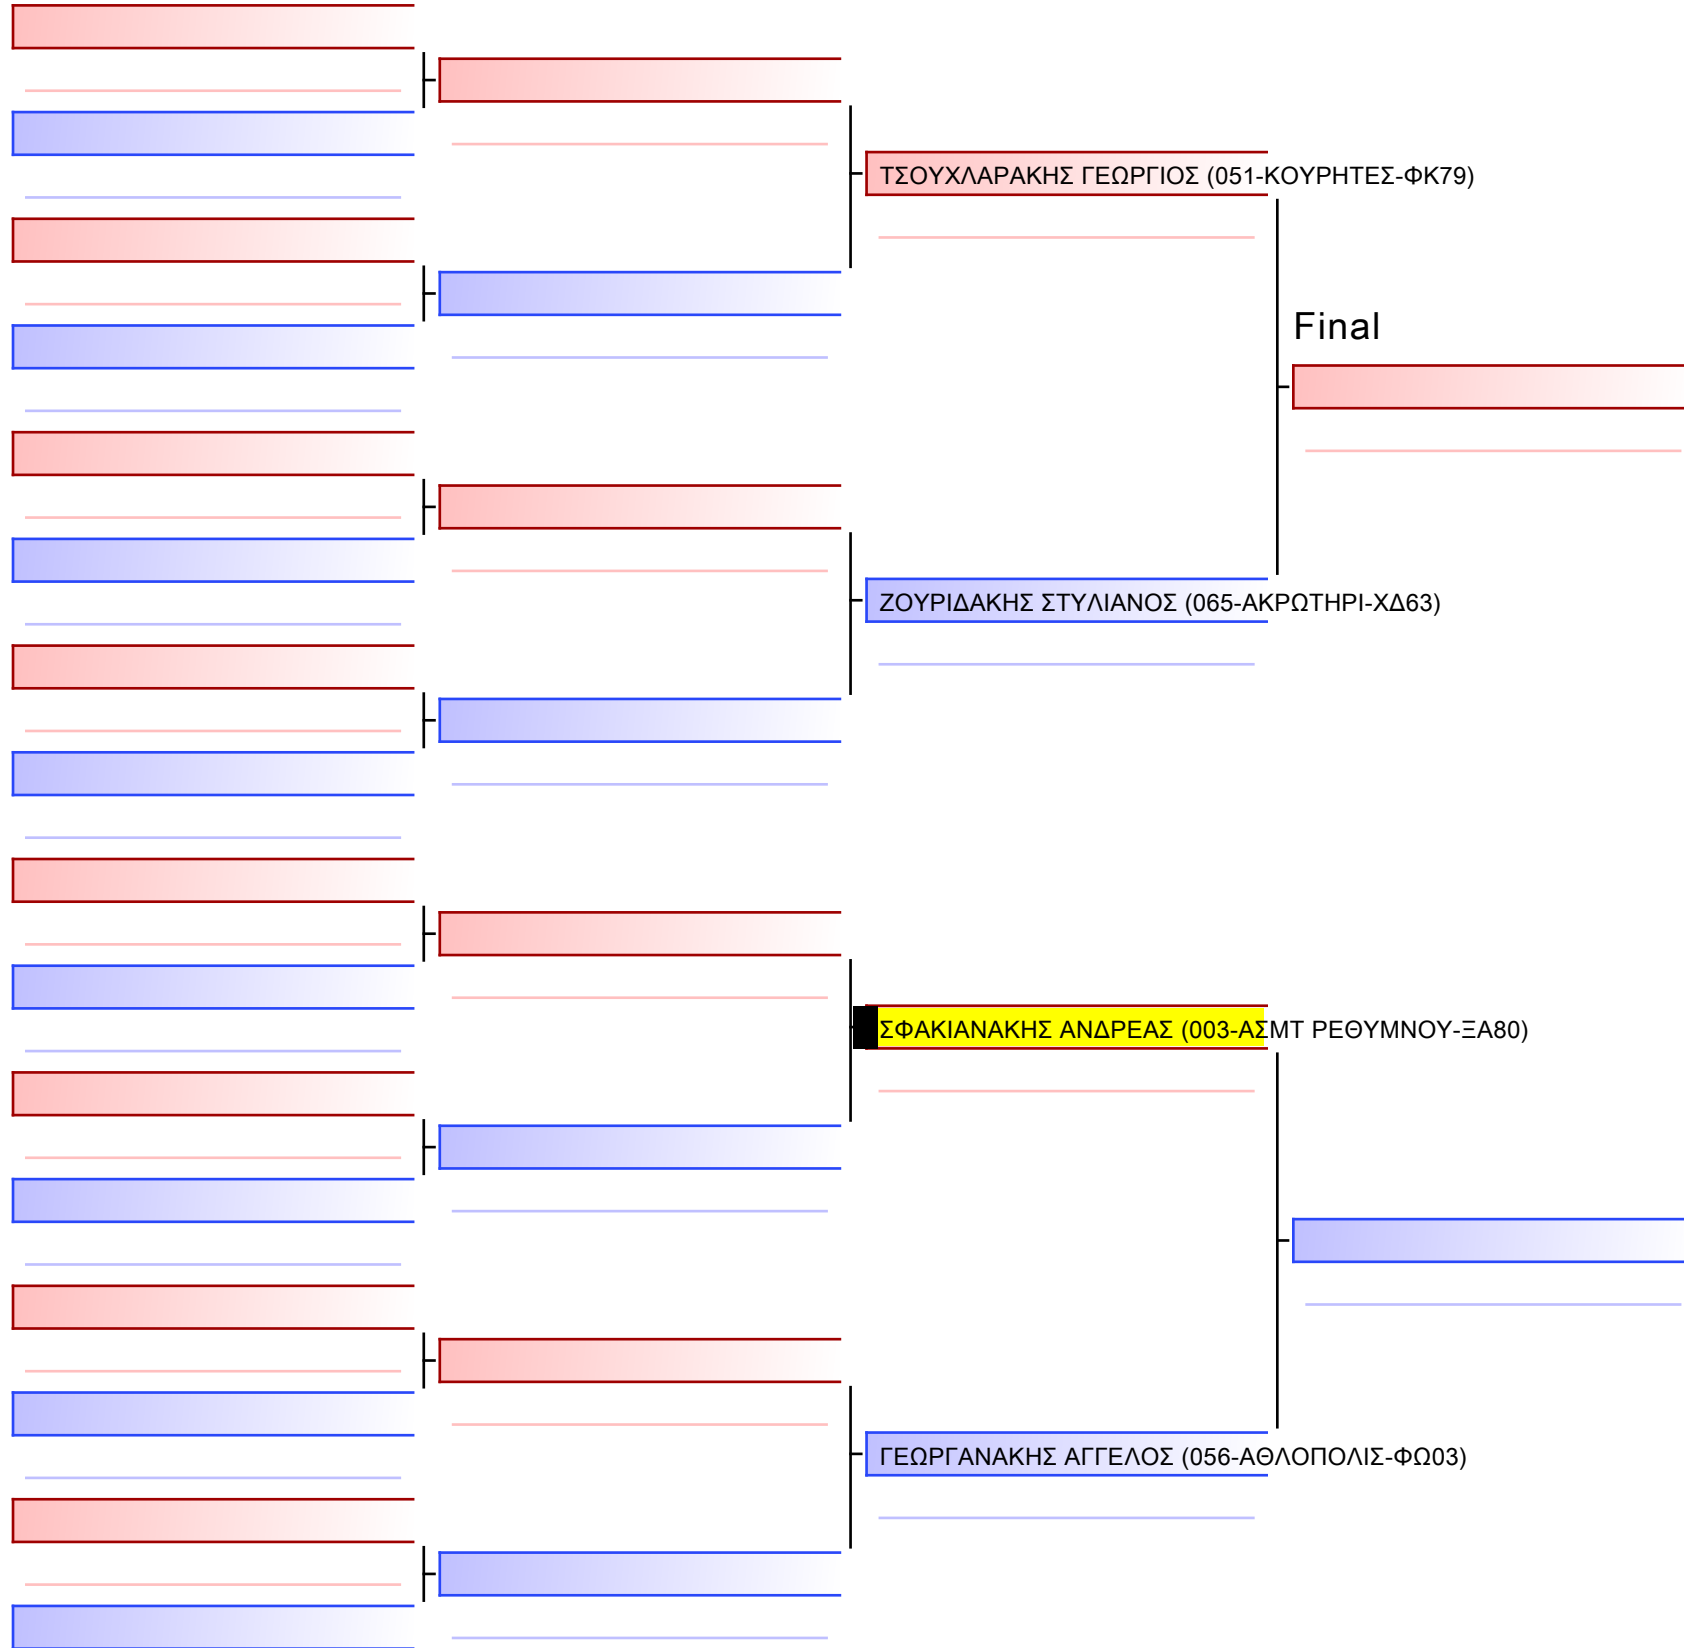 ΤΣΟΥΧΛΑΡΑΚΗΣ ΓΕΩΡΓΙΟΣ (051-ΚΟΥΡΗΤΕΣ-ΦΚ79)
Final
ΖΟΥΡΙΔΑΚΗΣ ΣΤΥΛΙΑΝΟΣ (065-ΑΚΡΩΤΗΡΙ-ΧΔ63)
ΣΦΑΚΙΑΝΑΚΗΣ ΑΝΔΡΕΑΣ (003-ΑΣΜΤ ΡΕΘΥΜΝΟΥ-ΞΑ80)
ΓΕΩΡΓΑΝΑΚΗΣ ΑΓΓΕΛΟΣ (056-ΑΘΛΟΠΟΛΙΣ-ΦΩ03)